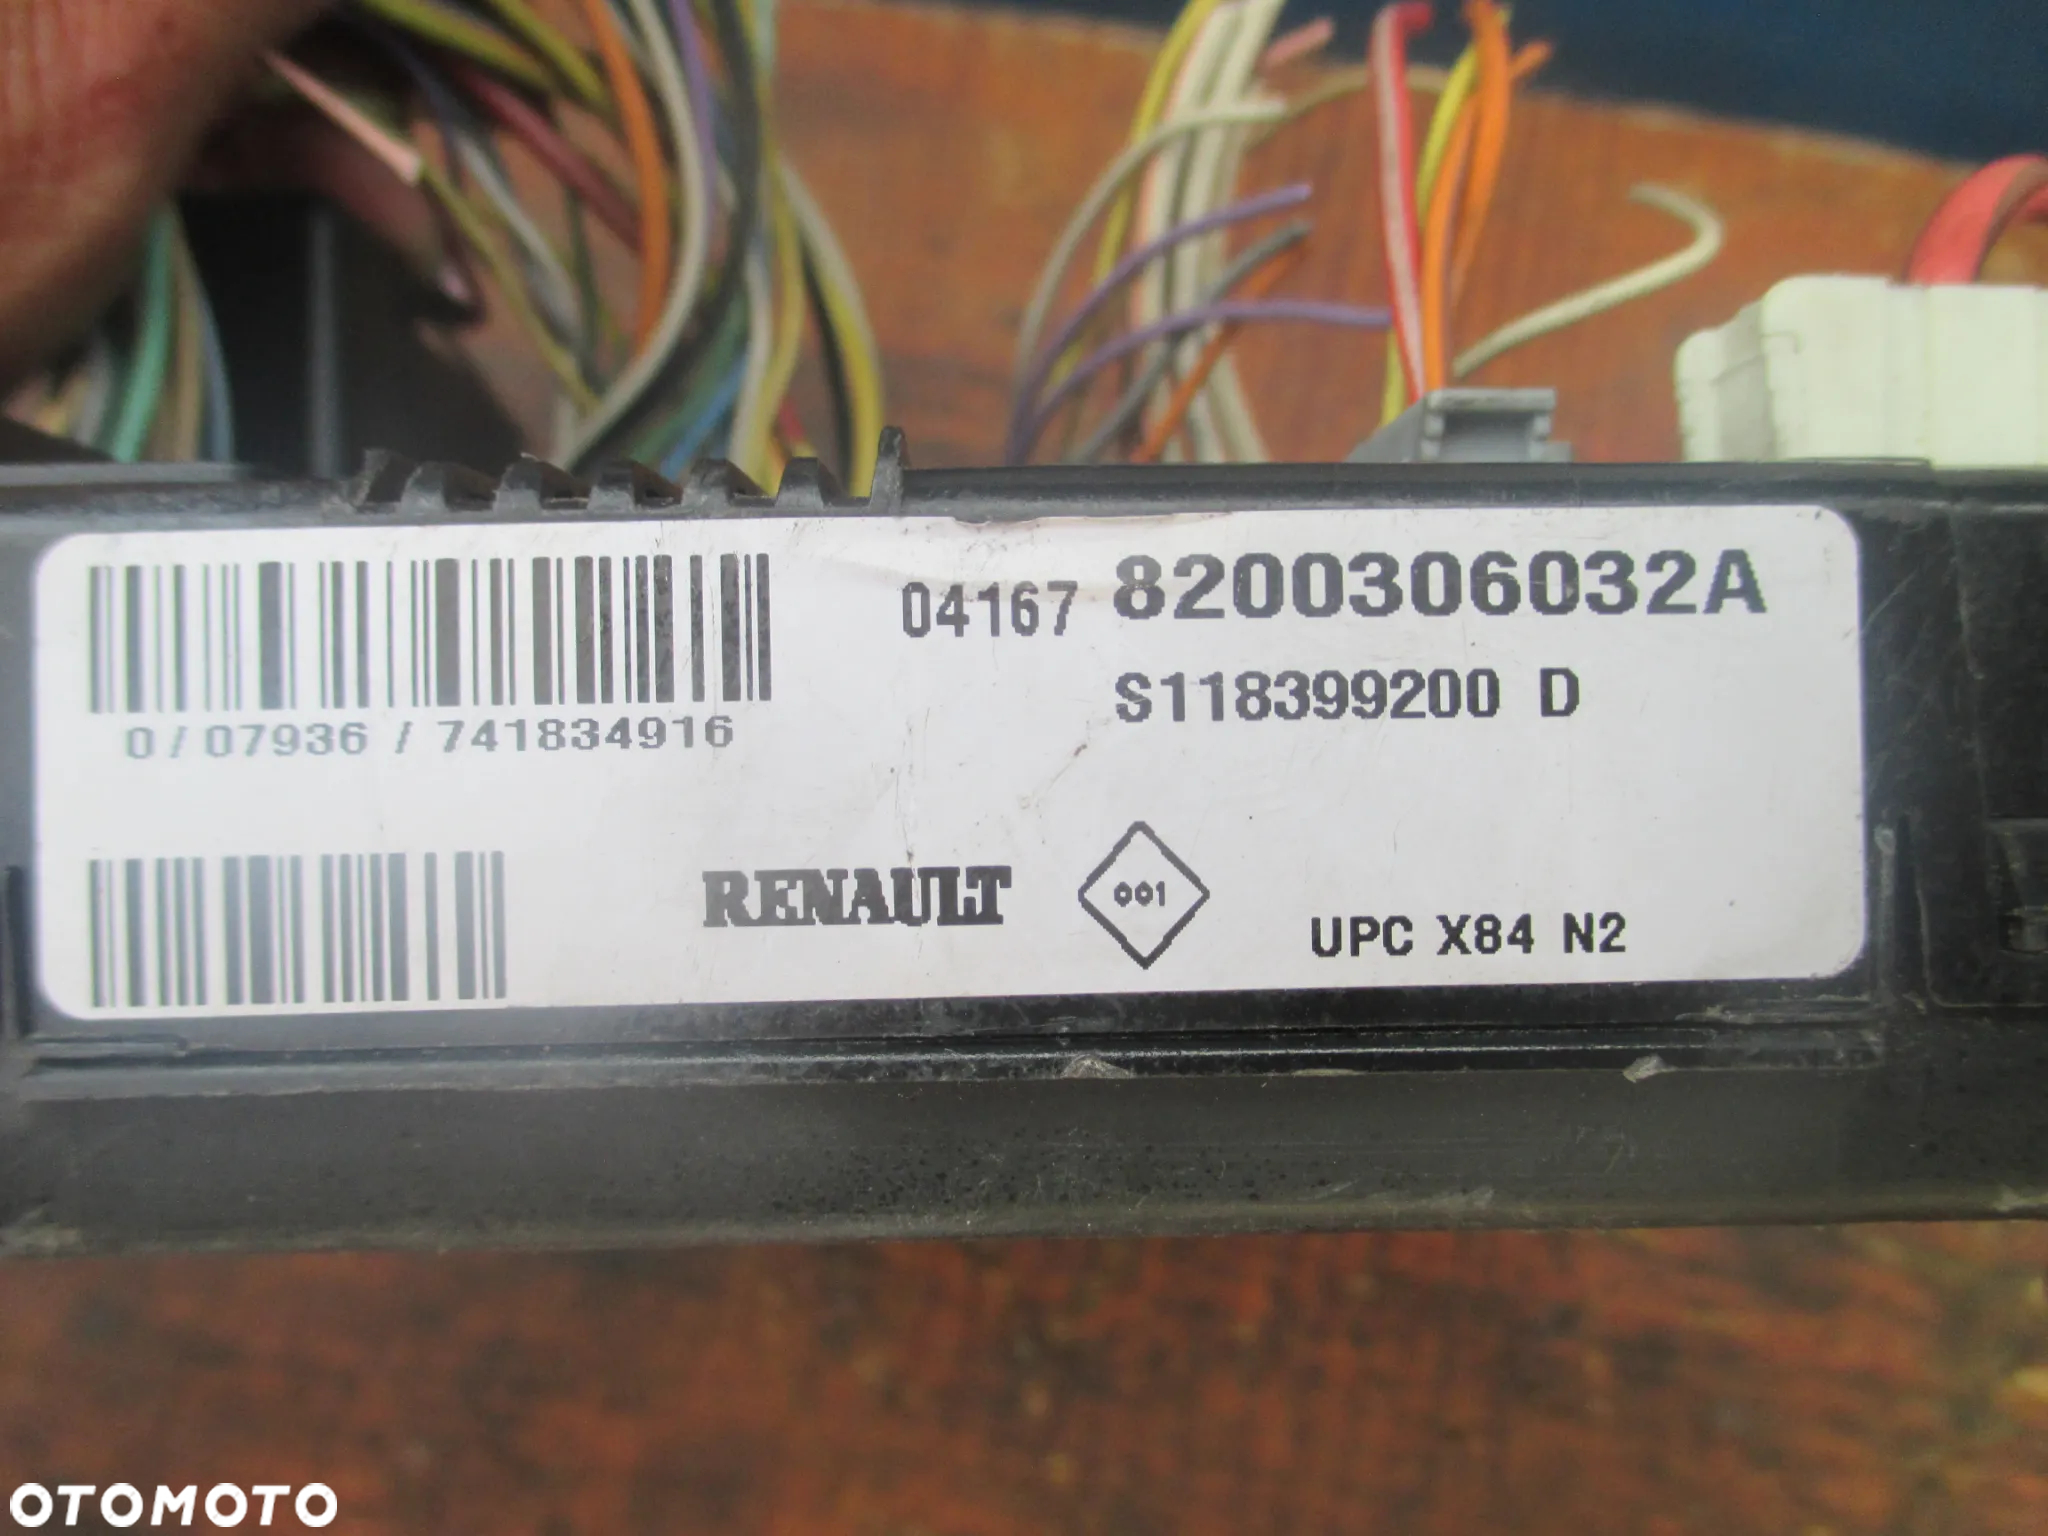 04167 8200306032A
S118399200 D
0/07936/741834916
RENAULT
001
UPC X84 N2
OTOMOTO